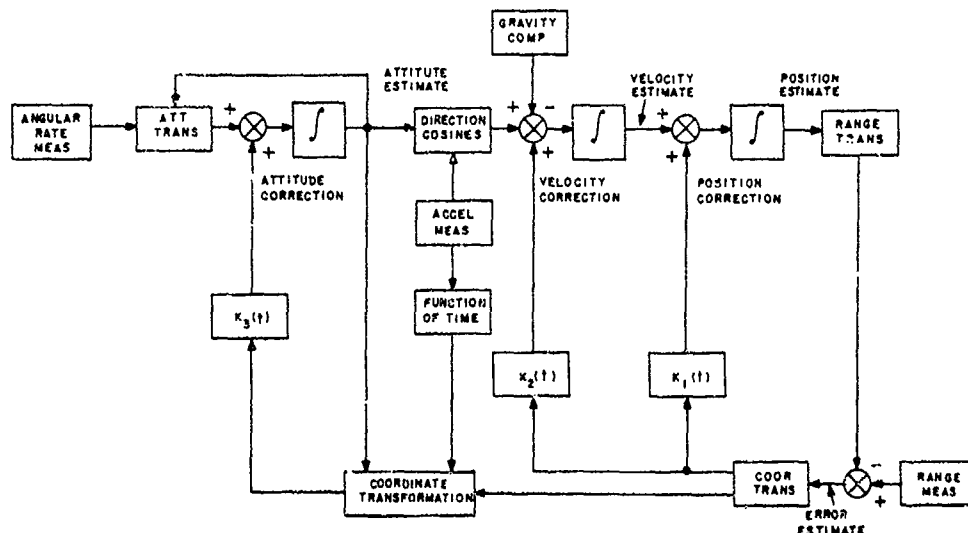 GRAVITY
COMP
ATTITUTE
ESTIMATE
VELOCITY
ESTIMATE
POSITION
ESTIMATE
ANGULAR
RATE
MEAS
ATT
TRANS
+
+
∫
DIRECTION
COSINES
+
-
+
∫
+
+
∫
RANGE
TRANS
ATTITUDE
CORRECTION
VELOCITY
CORRECTION
POSITION
CORRECTION
ACCEL
MEAS
FUNCTION
OF TIME
K3(t)
K2(t)
K1(t)
COORDINATE
TRANSFORMATION
COOR
TRANS
-
+
RANGE
MEAS
ERROR
ESTIMATE